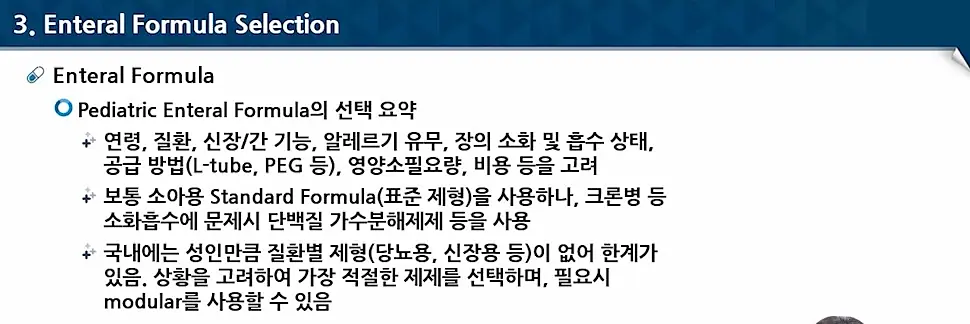 3. Enteral Formula Selection
Enteral Formula
Pediatric Enteral Formula의 선택 요약
연령, 질환, 신장/간 기능, 알레르기 유무, 장의 소화 및 흡수 상태,
공급 방법(L-tube, PEG 등), 영양소필요량, 비용 등을 고려
보통 소아용 Standard Formula(표준 제형)을 사용하나, 크론병 등
소화흡수에 문제시 단백질 가수분해제제 등을 사용
국내에는 성인만큼 질환별 제형(당뇨용, 신장용 등)이 없어 한계가
있음. 상황을 고려하여 가장 적절한 제제를 선택하며, 필요시
modular를 사용할 수 있음